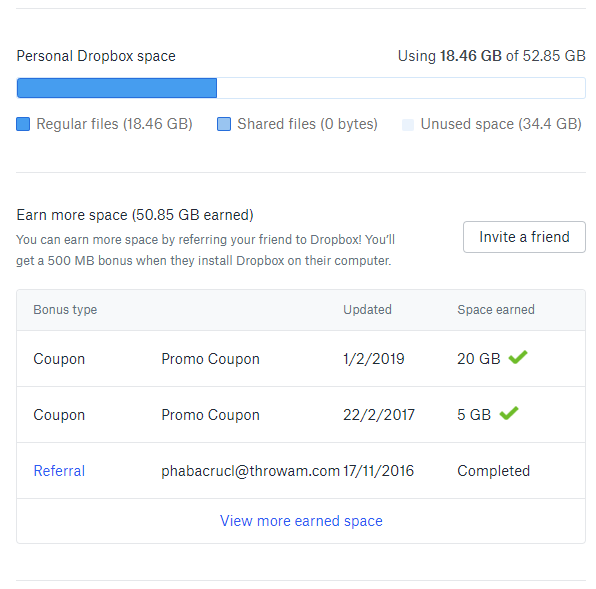 Personal Dropbox space Using 18.46 GB of 52.85 GB
Regular files (18.46 GB) Shared files (0 bytes) Unused space (34.4 GB)
Earn more space (50.85 GB earned)
You can earn more space by referring your friend to Dropbox! You'll
get a 500 MB bonus when they install Dropbox on their computer.
Invite a friend
Bonus type Updated Space earned
Coupon Promo Coupon 1/2/2019 20 GB
Coupon Promo Coupon 22/2/2017 5 GB
Referral phabacrucl@throwam.com 17/11/2016 Completed
View more earned space